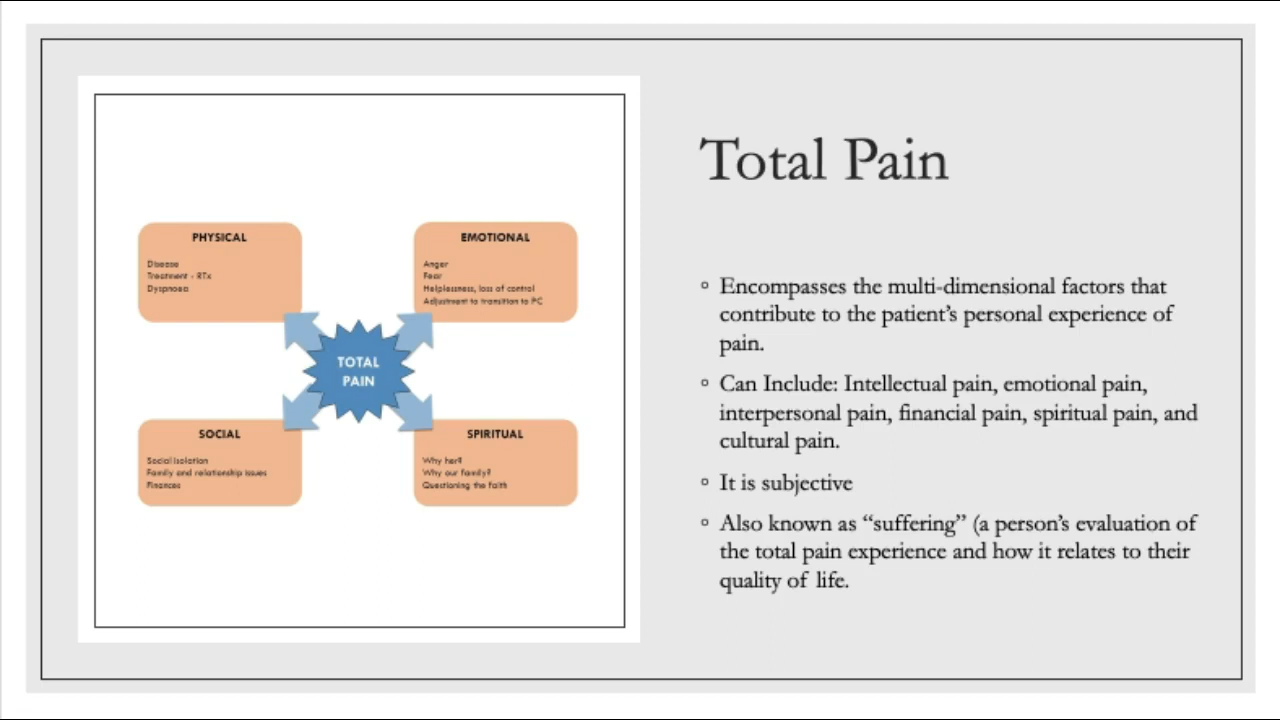 PHYSICAL
Disease
Treatment - RTx
Dyspnoea
EMOTIONAL
Anger
Fear
Helplessness, loss of control
Adjustment to transition to PC
TOTAL
PAIN
SOCIAL
Social isolation
Family and relationship issues
Finances
SPIRITUAL
Why her?
Why our family?
Questioning the faith
Total Pain
◦ Encompasses the multi-dimensional factors that
contribute to the patient’s personal experience of
pain.
◦ Can Include: Intellectual pain, emotional pain,
interpersonal pain, financial pain, spiritual pain, and
cultural pain.
◦ It is subjective
◦ Also known as “suffering” (a person’s evaluation of
the total pain experience and how it relates to their
quality of life.